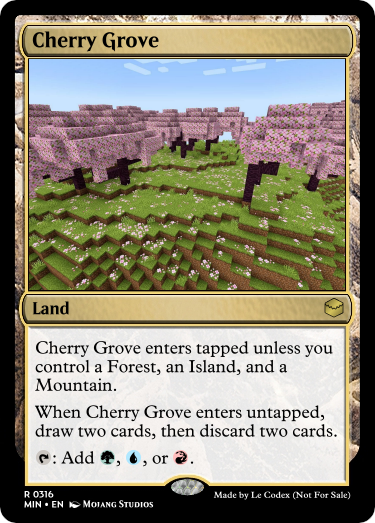 Cherry Grove
Land
Cherry Grove enters tapped unless you
control a Forest, an Island, and a
Mountain.
When Cherry Grove enters untapped,
draw two cards, then discard two cards.
: Add , , or .
R 0316
MIN • EN Mojang Studios
Made by Le Codex (Not For Sale)